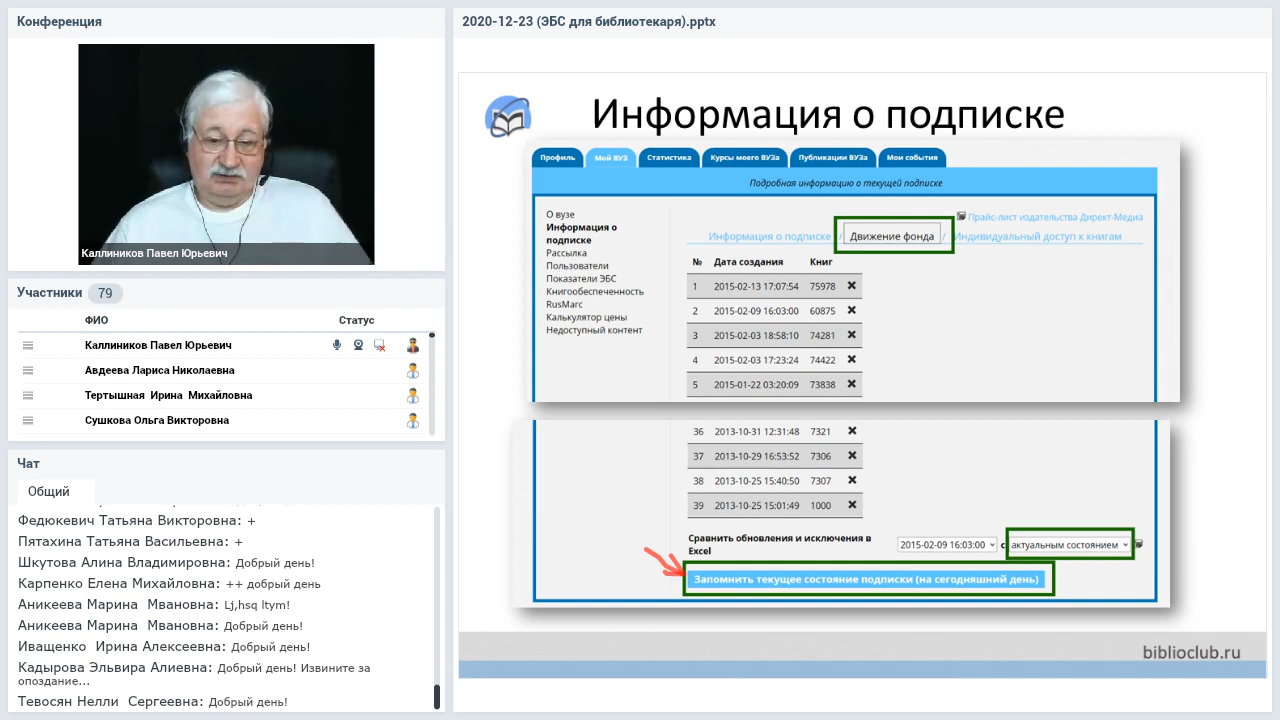 Конференция
Каллиников Павел Юрьевич
Участники 79
ФИО Статус
Каллиников Павел Юрьевич
Авдеева Лариса Николаевна
Тертышная Ирина Михайловна
Сушкова Ольга Викторовна
Чат
Общий
Федюкевич Татьяна Викторовна: +
Пятахина Татьяна Васильевна: +
Шкутова Алина Владимировна: Добрый день!
Карпенко Елена Михайловна: ++ добрый день
Аникеева Марина Мвановна: Lj,hsq ltym!
Аникеева Марина Мвановна: Добрый день!
Иващенко Ирина Алексеевна: Добрый день!
Кадырова Эльвира Алиевна: Добрый день! Извините за
опоздание...
Тевосян Нелли Сергеевна: Добрый день!
2020-12-23 (ЭБС для библиотекаря).pptx
Информация о подписке
Профиль Мой ВУЗ Статистика Курсы моего ВУЗа Публикации ВУЗа Мои события
Подробная информацию о текущей подписке
О вузе
Информация о
подписке
Рассылка
Пользователи
Показатели ЭБС
Книгообеспеченность
RusMarc
Калькулятор цены
Недоступный контент
Прайс-лист издательства Директ-Медиа
Информация о подписке / Движение фонда / Индивидуальный доступ к книгам
№ Дата создания Книг
1 2015-02-13 17:07:54 75978
2 2015-02-09 16:03:00 60875
3 2015-02-03 18:58:10 74281
4 2015-02-03 17:23:24 74422
5 2015-01-22 03:20:09 73838
36 2013-10-31 12:31:48 7321
37 2013-10-29 16:53:52 7306
38 2013-10-25 15:40:50 7307
39 2013-10-25 15:01:49 1000
Сравнить обновления и исключения в
Excel
2015-02-09 16:03:00 с актуальным состоянием
Запомнить текущее состояние подписки (на сегодняшний день)
biblioclub.ru